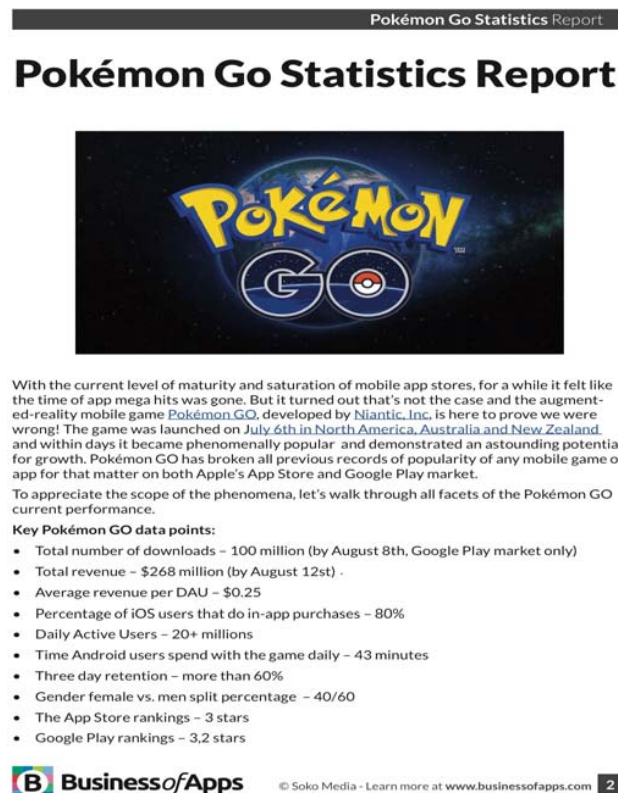 Pokémon Go Statistics Report
Pokémon Go Statistics Report
POKéMON
TM
GO
With the current level of maturity and saturation of mobile app stores, for a while it felt like
the time of app mega hits was gone. But it turned out that's not the case and the augment-
ed-reality mobile game Pokémon GO, developed by Niantic, Inc. is here to prove we were
wrong! The game was launched on July 6th in North America, Australia and New Zealand
and within days it became phenomenally popular and demonstrated an astounding potentia
for growth. Pokémon GO has broken all previous records of popularity of any mobile game o
app for that matter on both Apple's App Store and Google Play market.
To appreciate the scope of the phenomena, let's walk through all facets of the Pokémon GO
current performance.
Key Pokémon GO data points:
• Total number of downloads – 100 million (by August 8th, Google Play market only)
• Total revenue – $268 million (by August 12st) .
• Average revenue per DAU – $0.25
• Percentage of iOS users that do in-app purchases – 80%
• Daily Active Users – 20+ millions
• Time Android users spend with the game daily – 43 minutes
• Three day retention – more than 60%
• Gender female vs. men split percentage – 40/60
• The App Store rankings – 3 stars
• Google Play rankings – 3,2 stars
B BusinessofApps © Soko Media - Learn more at www.businessofapps.com 2